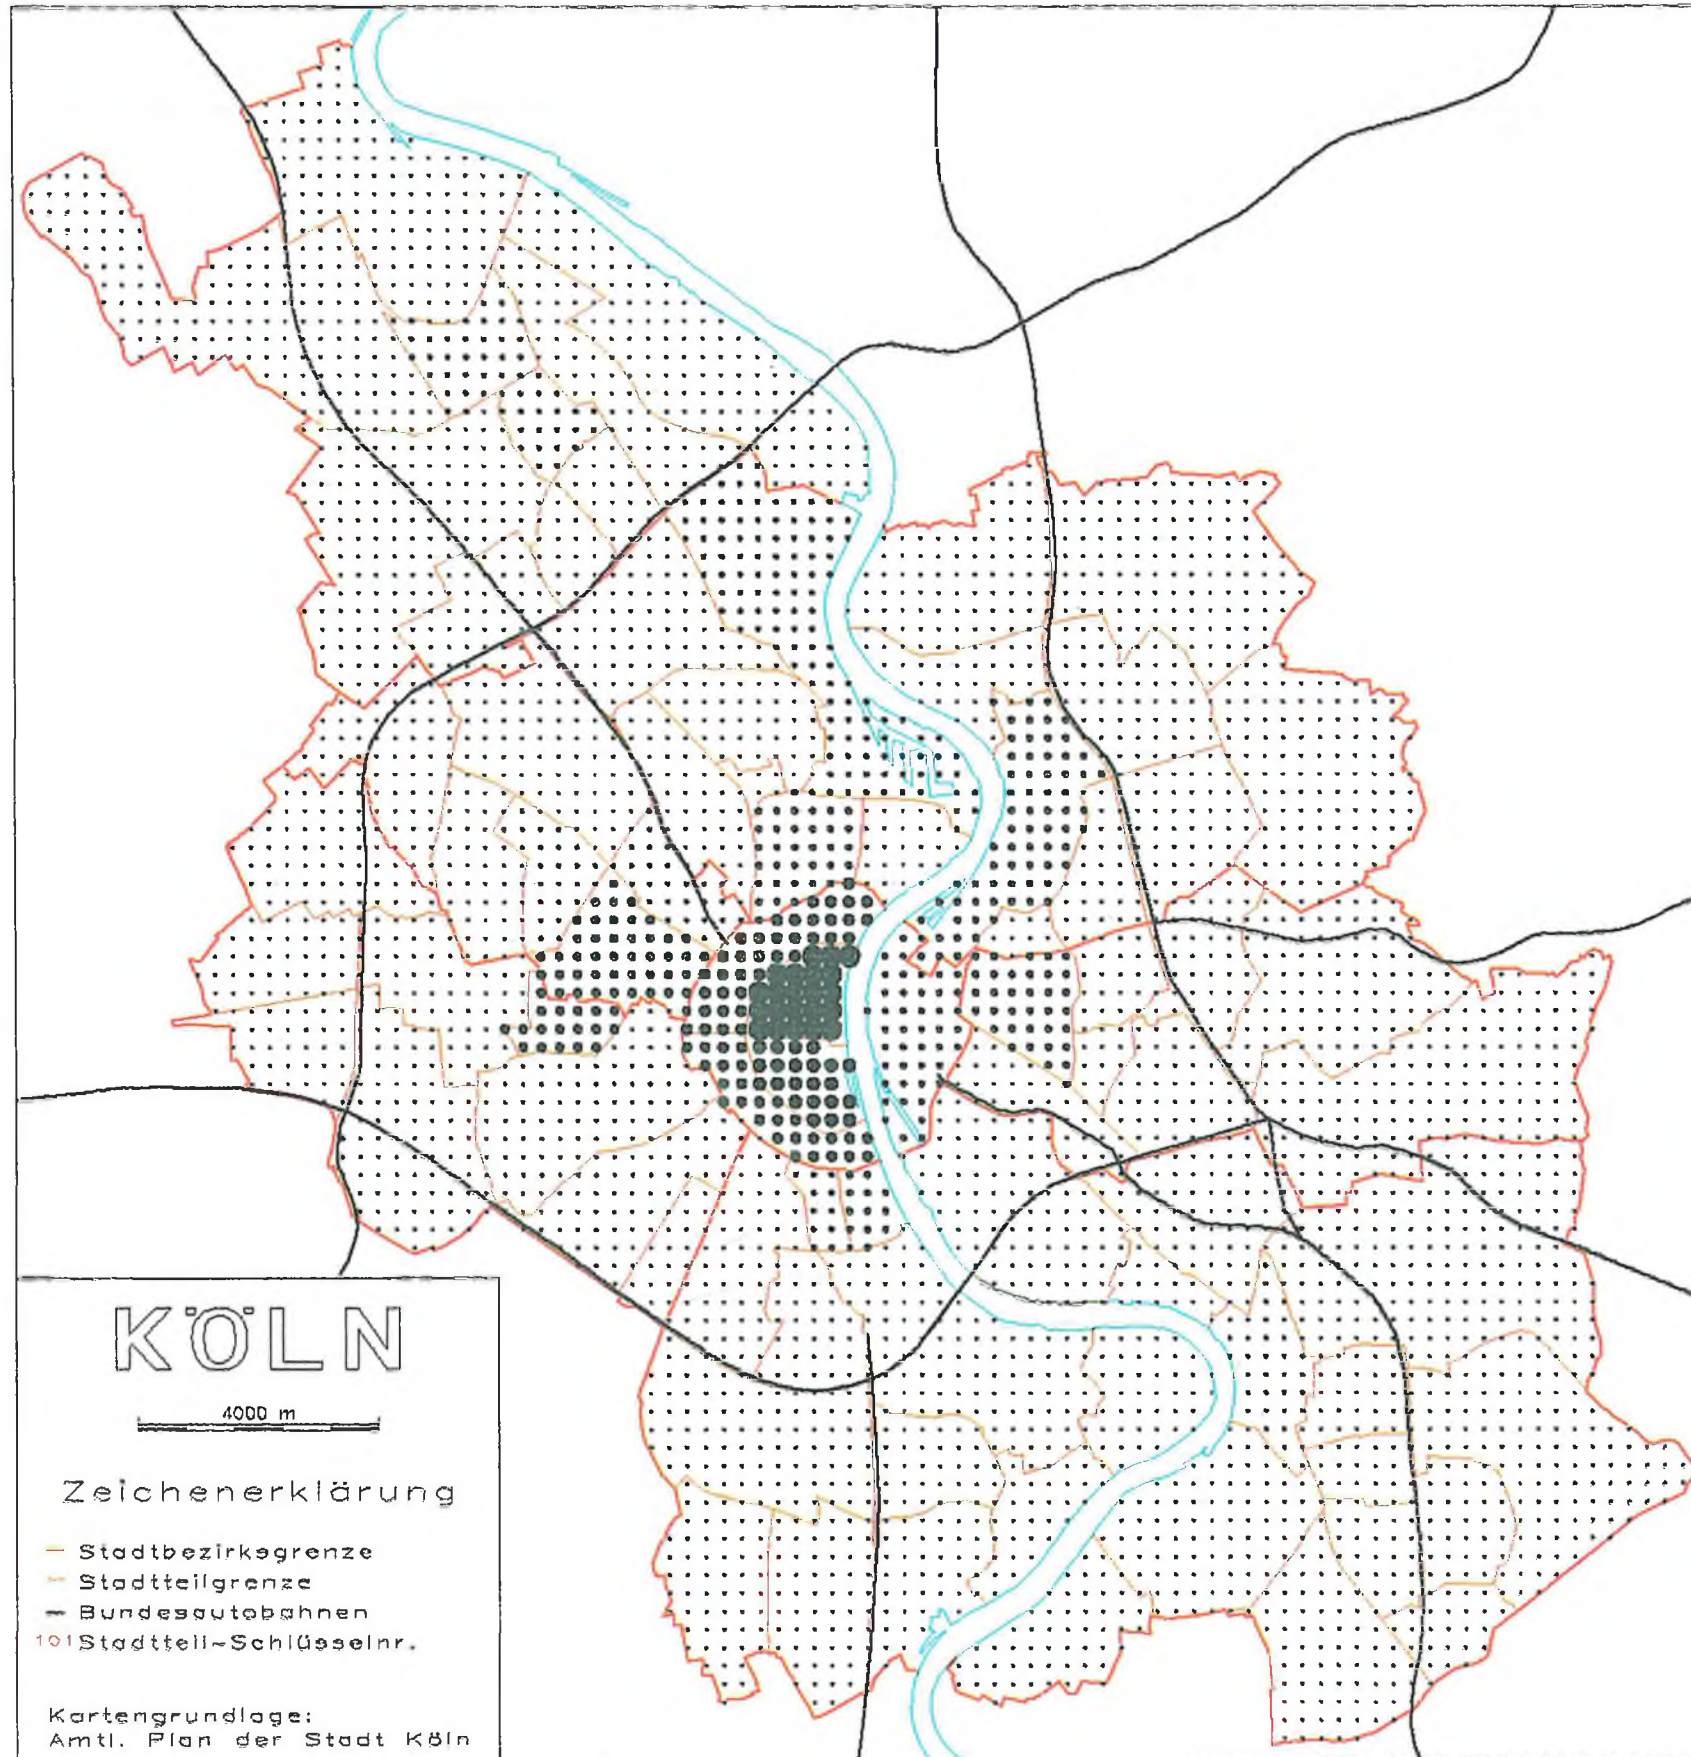 KÖLN
4000 m
Zeichenerklärung
Stadtbezirksgrenze
Stadtteilgrenze
Bundesautobahnen
101 Stadtteil-Schlüsselnr.
Kartengrundlage:
Amtl. Plan der Stadt Köln